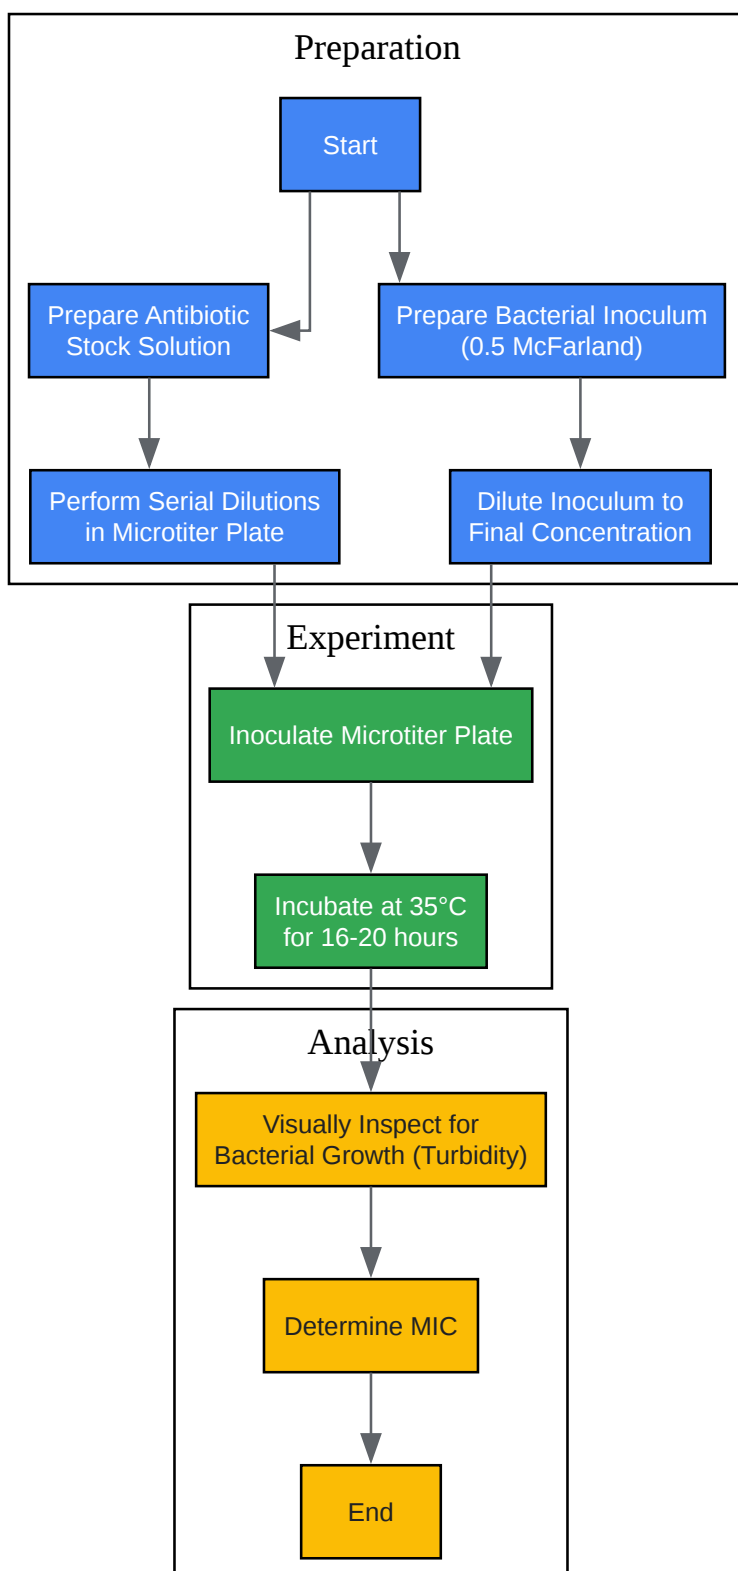 Preparation
Start
Prepare Antibiotic
Stock Solution
Prepare Bacterial Inoculum
(0.5 McFarland)
Perform Serial Dilutions
in Microtiter Plate
Dilute Inoculum to
Final Concentration
Experiment
Inoculate Microtiter Plate
Incubate at 35°C
for 16-20 hours
Analysis
Visually Inspect for
Bacterial Growth (Turbidity)
Determine MIC
End